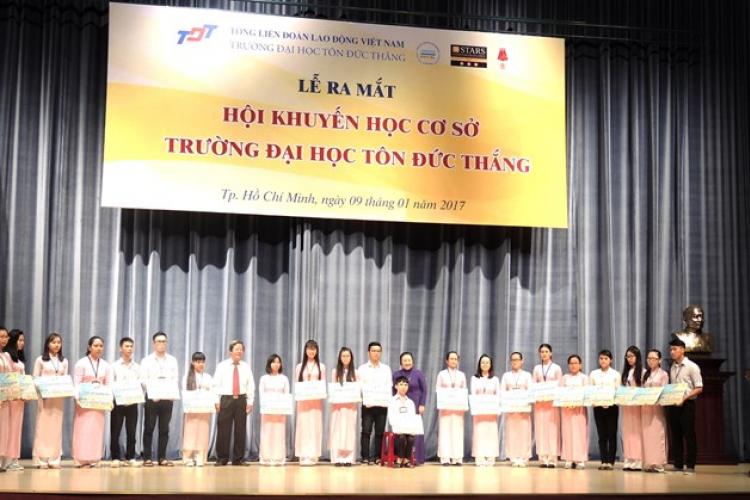 TDT
TỔNG LIÊN ĐOÀN LAO ĐỘNG VIỆT NAM
TRƯỜNG ĐẠI HỌC TÔN ĐỨC THẮNG
STARS
LỄ RA MẮT
HỘI KHUYẾN HỌC CƠ SỞ
TRƯỜNG ĐẠI HỌC TÔN ĐỨC THẮNG
Tp. Hồ Chí Minh, ngày 09 tháng 01 năm 2017